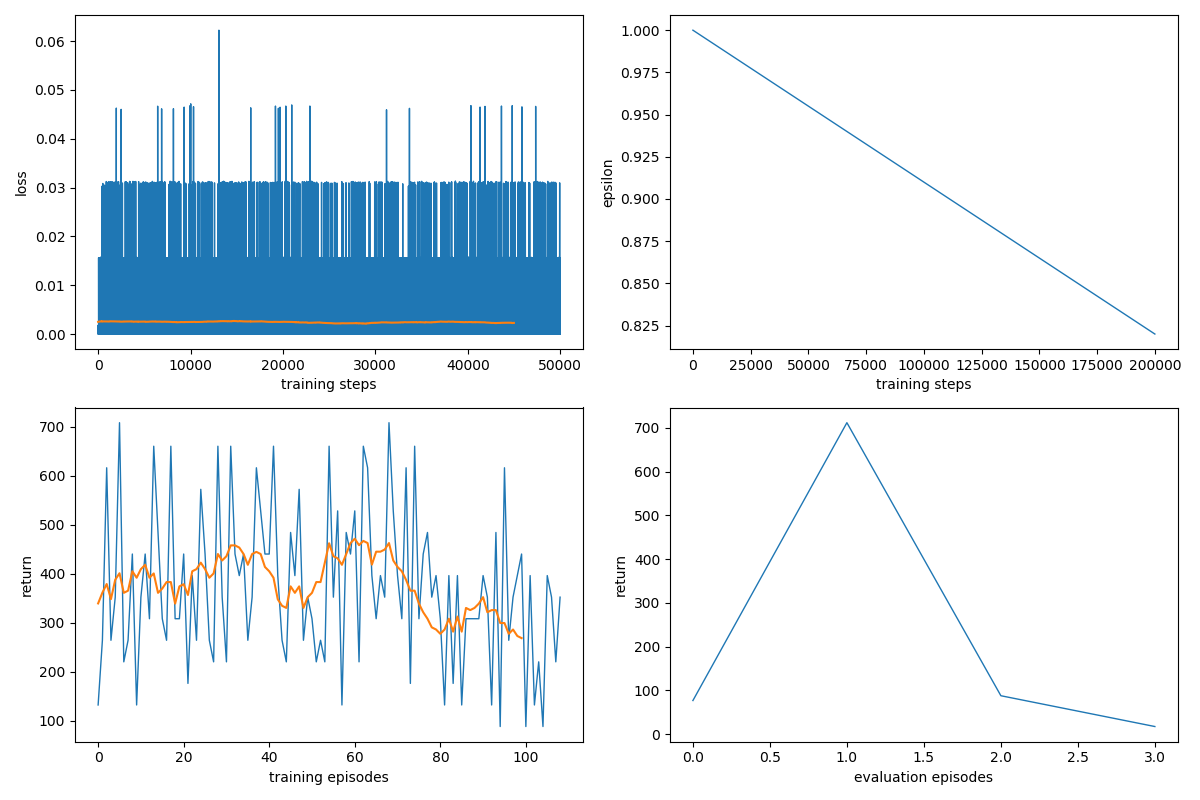 0.06
0.05
0.04
0.03
0.02
0.01
0.00
loss
0 10000 20000 30000 40000 50000
training steps
1.000
0.975
0.950
0.925
0.900
0.875
0.850
0.825
epsilon
0 25000 50000 75000 100000 125000 150000 175000 200000
training steps
700
600
500
400
300
200
100
return
0 20 40 60 80 100
training episodes
700
600
500
400
300
200
100
0
return
0.0 0.5 1.0 1.5 2.0 2.5 3.0
evaluation episodes